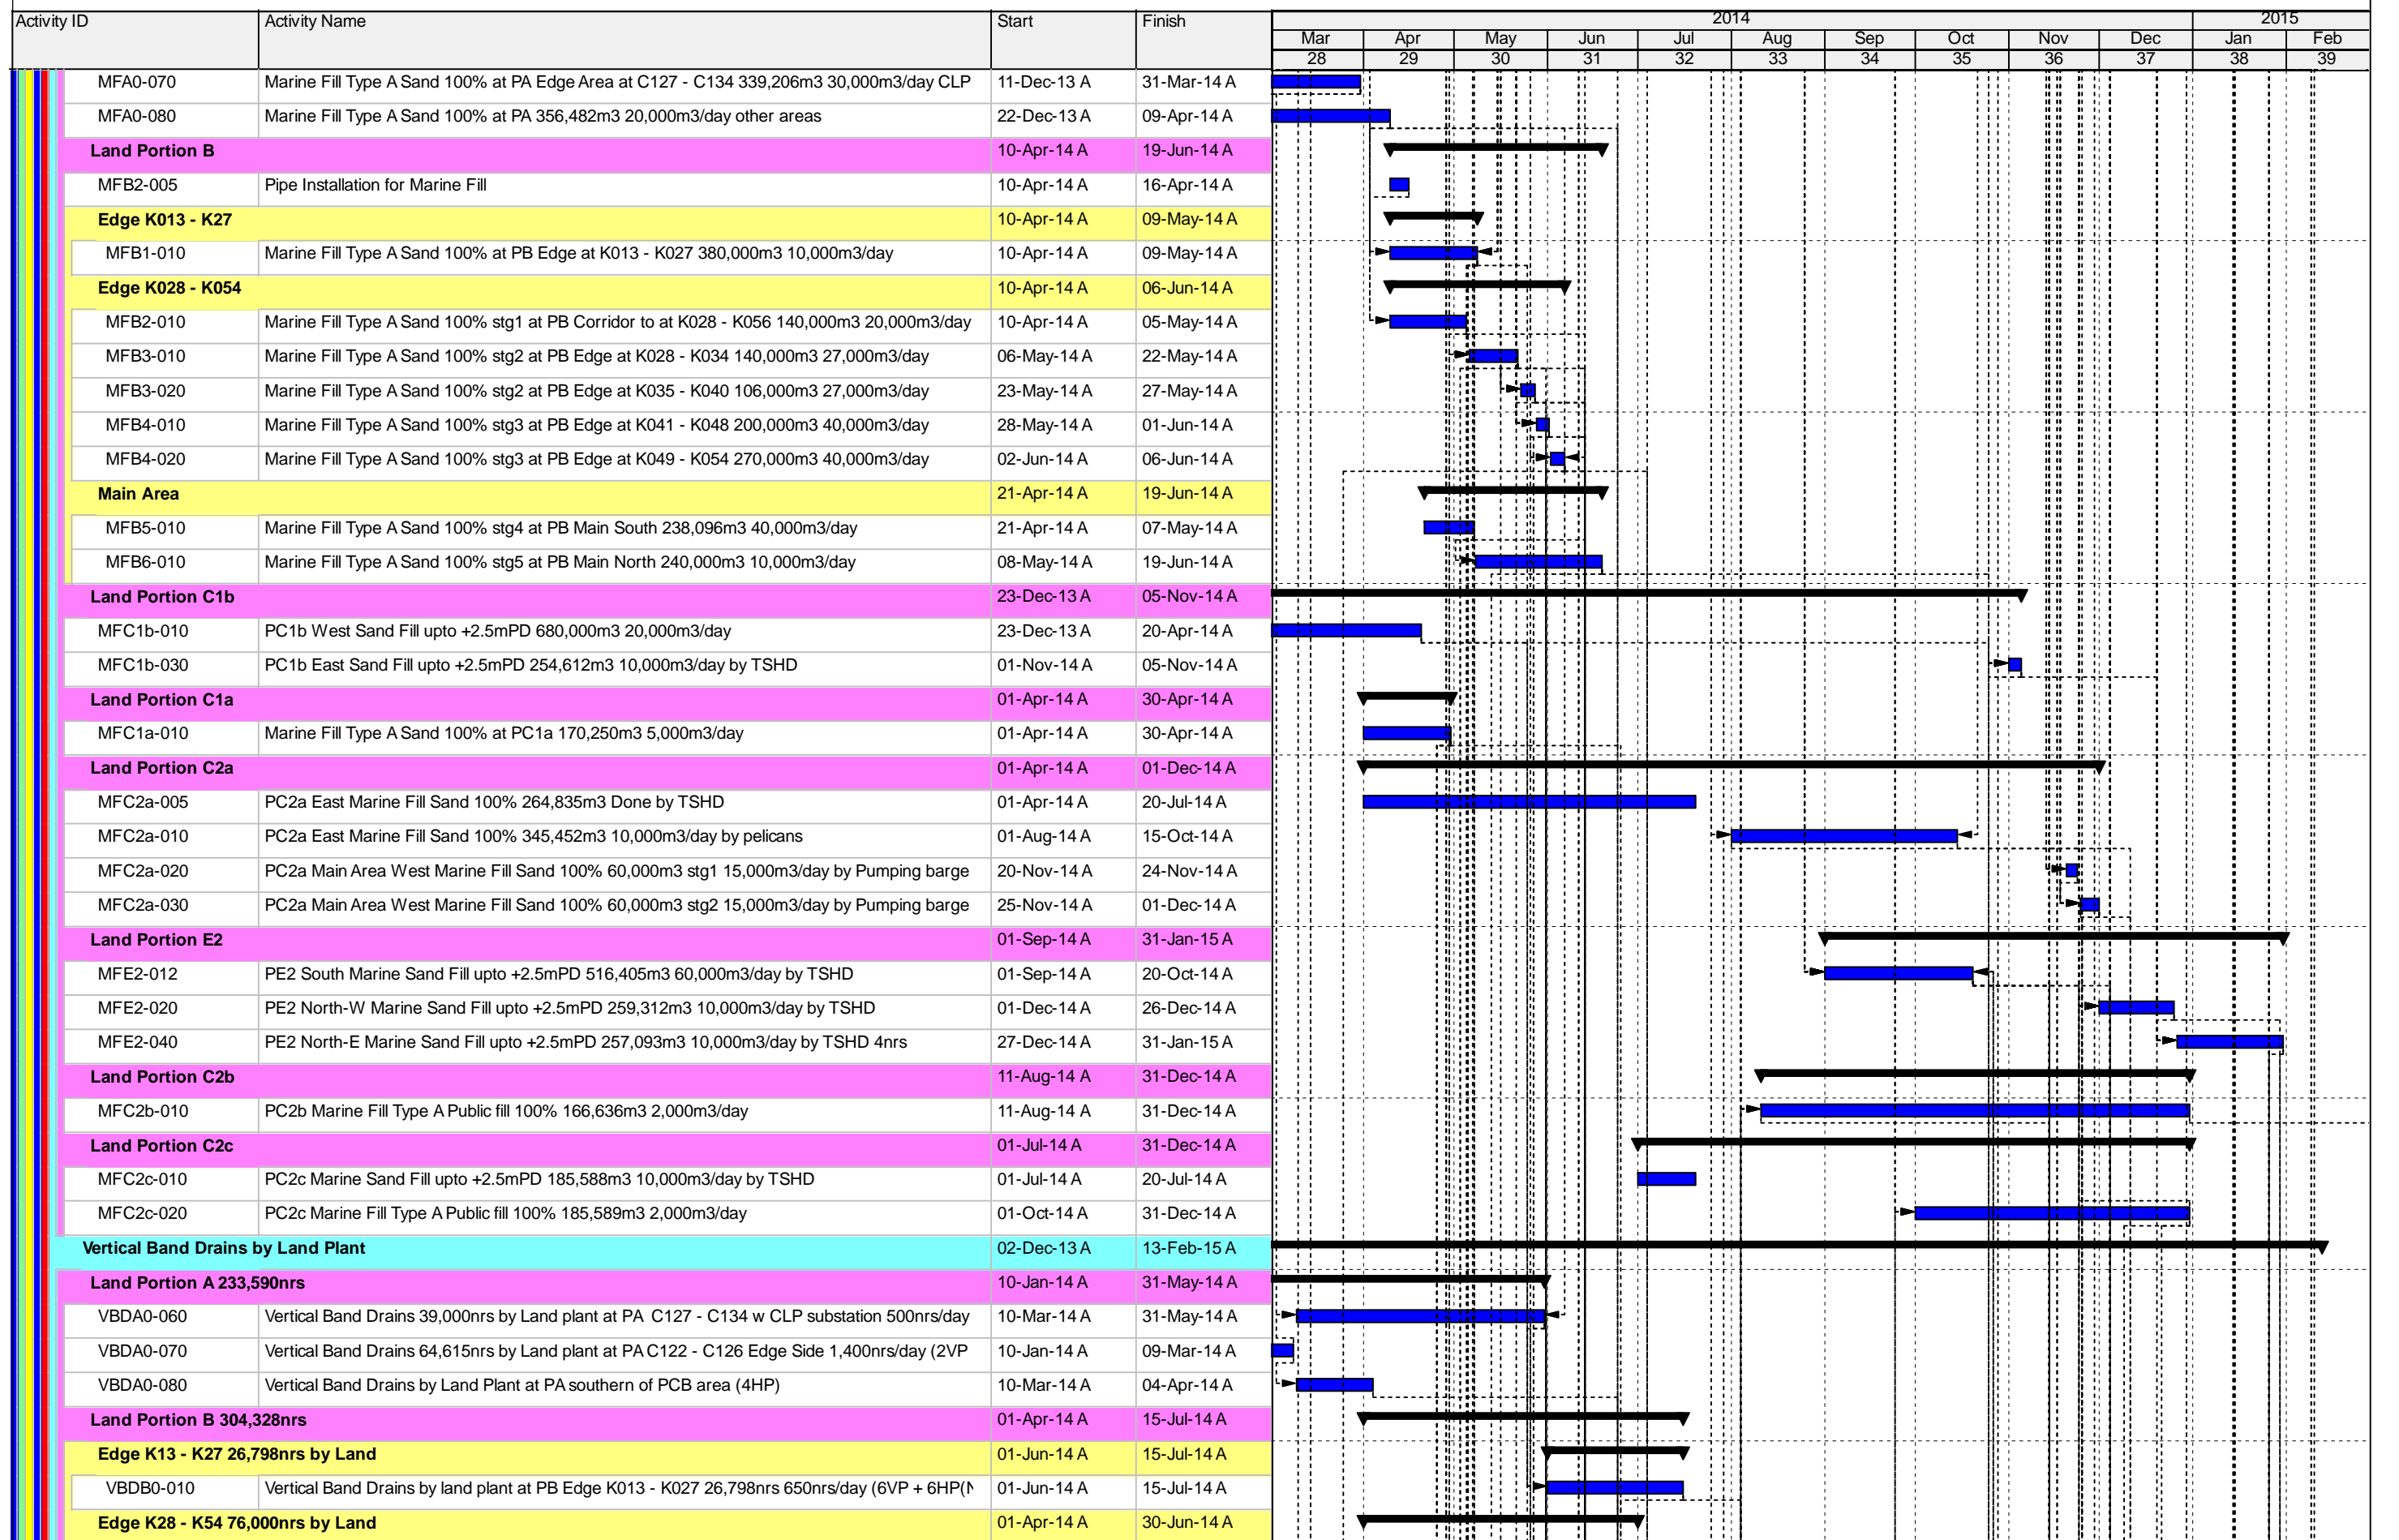 Activity ID Activity Name Start Finish 2014 2015
Mar Apr May Jun Jul Aug Sep Oct Nov Dec Jan Feb
28 29 30 31 32 33 34 35 36 37 38 39
MFA0-070 Marine Fill Type A Sand 100% at PA Edge Area at C127 - C134 339,206m3 30,000m3/day CLP 11-Dec-13 A 31-Mar-14 A
MFA0-080 Marine Fill Type A Sand 100% at PA 356,482m3 20,000m3/day other areas 22-Dec-13 A 09-Apr-14 A
Land Portion B 10-Apr-14 A 19-Jun-14 A
MFB2-005 Pipe Installation for Marine Fill 10-Apr-14 A 16-Apr-14 A
Edge K013 - K27 10-Apr-14 A 09-May-14 A
MFB1-010 Marine Fill Type A Sand 100% at PB Edge at K013 - K027 380,000m3 10,000m3/day 10-Apr-14 A 09-May-14 A
Edge K028 - K054 10-Apr-14 A 06-Jun-14 A
MFB2-010 Marine Fill Type A Sand 100% stg1 at PB Corridor to at K028 - K056 140,000m3 20,000m3/day 10-Apr-14 A 05-May-14 A
MFB3-010 Marine Fill Type A Sand 100% stg2 at PB Edge at K028 - K034 140,000m3 27,000m3/day 06-May-14 A 22-May-14 A
MFB3-020 Marine Fill Type A Sand 100% stg2 at PB Edge at K035 - K040 106,000m3 27,000m3/day 23-May-14 A 27-May-14 A
MFB4-010 Marine Fill Type A Sand 100% stg3 at PB Edge at K041 - K048 200,000m3 40,000m3/day 28-May-14 A 01-Jun-14 A
MFB4-020 Marine Fill Type A Sand 100% stg3 at PB Edge at K049 - K054 270,000m3 40,000m3/day 02-Jun-14 A 06-Jun-14 A
Main Area 21-Apr-14 A 19-Jun-14 A
MFB5-010 Marine Fill Type A Sand 100% stg4 at PB Main South 238,096m3 40,000m3/day 21-Apr-14 A 07-May-14 A
MFB6-010 Marine Fill Type A Sand 100% stg5 at PB Main North 240,000m3 10,000m3/day 08-May-14 A 19-Jun-14 A
Land Portion C1b 23-Dec-13 A 05-Nov-14 A
MFC1b-010 PC1b West Sand Fill upto +2.5mPD 680,000m3 20,000m3/day 23-Dec-13 A 20-Apr-14 A
MFC1b-030 PC1b East Sand Fill upto +2.5mPD 254,612m3 10,000m3/day by TSHD 01-Nov-14 A 05-Nov-14 A
Land Portion C1a 01-Apr-14 A 30-Apr-14 A
MFC1a-010 Marine Fill Type A Sand 100% at PC1a 170,250m3 5,000m3/day 01-Apr-14 A 30-Apr-14 A
Land Portion C2a 01-Apr-14 A 01-Dec-14 A
MFC2a-005 PC2a East Marine Fill Sand 100% 264,835m3 Done by TSHD 01-Apr-14 A 20-Jul-14 A
MFC2a-010 PC2a East Marine Fill Sand 100% 345,452m3 10,000m3/day by pelicans 01-Aug-14 A 15-Oct-14 A
MFC2a-020 PC2a Main Area West Marine Fill Sand 100% 60,000m3 stg1 15,000m3/day by Pumping barge 20-Nov-14 A 24-Nov-14 A
MFC2a-030 PC2a Main Area West Marine Fill Sand 100% 60,000m3 stg2 15,000m3/day by Pumping barge 25-Nov-14 A 01-Dec-14 A
Land Portion E2 01-Sep-14 A 31-Jan-15 A
MFE2-012 PE2 South Marine Sand Fill upto +2.5mPD 516,405m3 60,000m3/day by TSHD 01-Sep-14 A 20-Oct-14 A
MFE2-020 PE2 North-W Marine Sand Fill upto +2.5mPD 259,312m3 10,000m3/day by TSHD 01-Dec-14 A 26-Dec-14 A
MFE2-040 PE2 North-E Marine Sand Fill upto +2.5mPD 257,093m3 10,000m3/day by TSHD 4nrs 27-Dec-14 A 31-Jan-15 A
Land Portion C2b 11-Aug-14 A 31-Dec-14 A
MFC2b-010 PC2b Marine Fill Type A Public fill 100% 166,636m3 2,000m3/day 11-Aug-14 A 31-Dec-14 A
Land Portion C2c 01-Jul-14 A 31-Dec-14 A
MFC2c-010 PC2c Marine Sand Fill upto +2.5mPD 185,588m3 10,000m3/day by TSHD 01-Jul-14 A 20-Jul-14 A
MFC2c-020 PC2c Marine Fill Type A Public fill 100% 185,589m3 2,000m3/day 01-Oct-14 A 31-Dec-14 A
Vertical Band Drains by Land Plant 02-Dec-13 A 13-Feb-15 A
Land Portion A 233,590nrs 10-Jan-14 A 31-May-14 A
VBDA0-060 Vertical Band Drains 39,000nrs by Land plant at PA C127 - C134 w CLP substation 500nrs/day 10-Mar-14 A 31-May-14 A
VBDA0-070 Vertical Band Drains 64,615nrs by Land plant at PA C122 - C126 Edge Side 1,400nrs/day (2VP 10-Jan-14 A 09-Mar-14 A
VBDA0-080 Vertical Band Drains by Land Plant at PA southern of PCB area (4HP) 10-Mar-14 A 04-Apr-14 A
Land Portion B 304,328nrs 01-Apr-14 A 15-Jul-14 A
Edge K13 - K27 26,798nrs by Land 01-Jun-14 A 15-Jul-14 A
VBDB0-010 Vertical Band Drains by land plant at PB Edge K013 - K027 26,798nrs 650nrs/day (6VP + 6HP(N 01-Jun-14 A 15-Jul-14 A
Edge K28 - K54 76,000nrs by Land 01-Apr-14 A 30-Jun-14 A